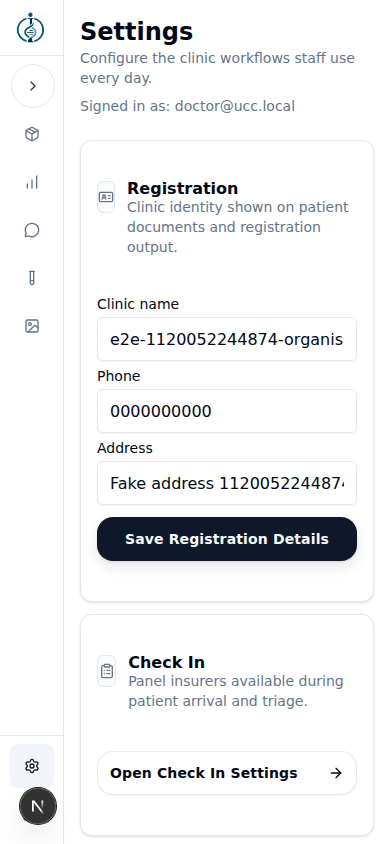 Settings
Configure the clinic workflows staff use
every day.
Signed in as: doctor@ucc.local
Registration
Clinic identity shown on patient
documents and registration
output.
Clinic name
e2e-1120052244874-organis
Phone
0000000000
Address
Fake address 1120052244874
Save Registration Details
Check In
Panel insurers available during
patient arrival and triage.
Open Check In Settings
N